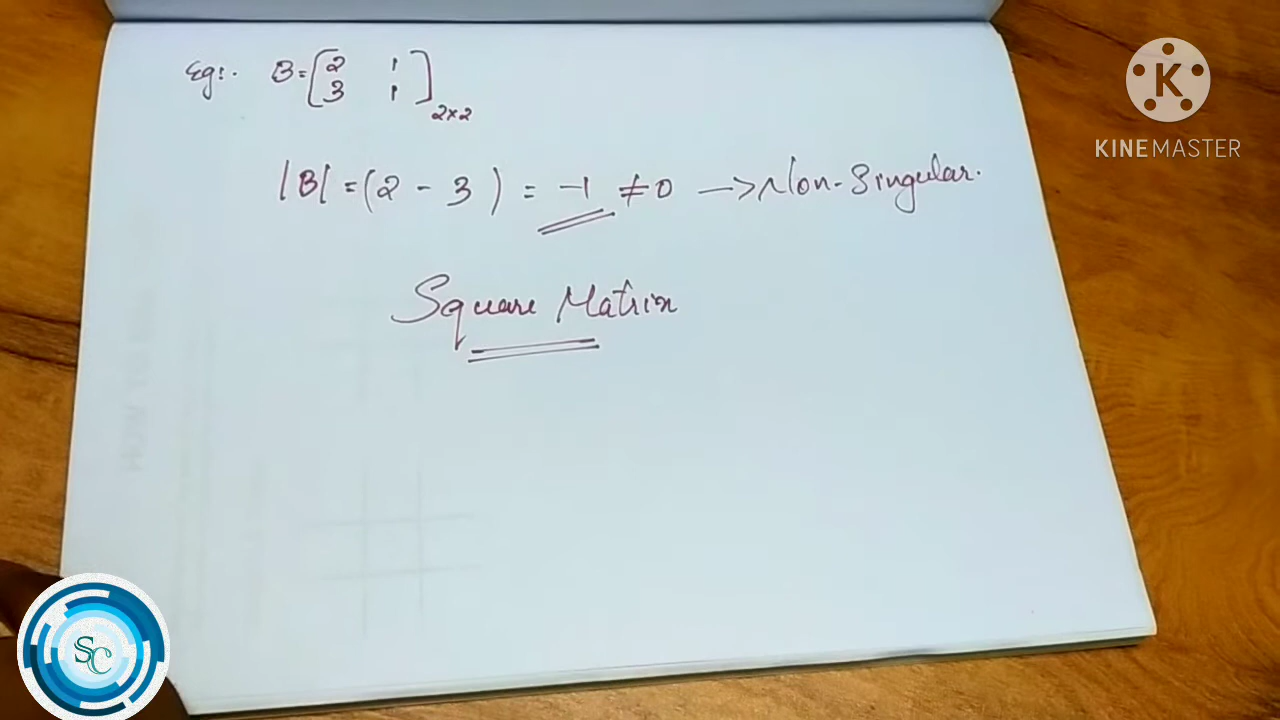 Eg:. B = [2 1
3 1] 2×2
|B| = (2 - 3) = -1 ≠ 0 → Non-Singular.
Square Matrix
K
KINEMASTER
SC